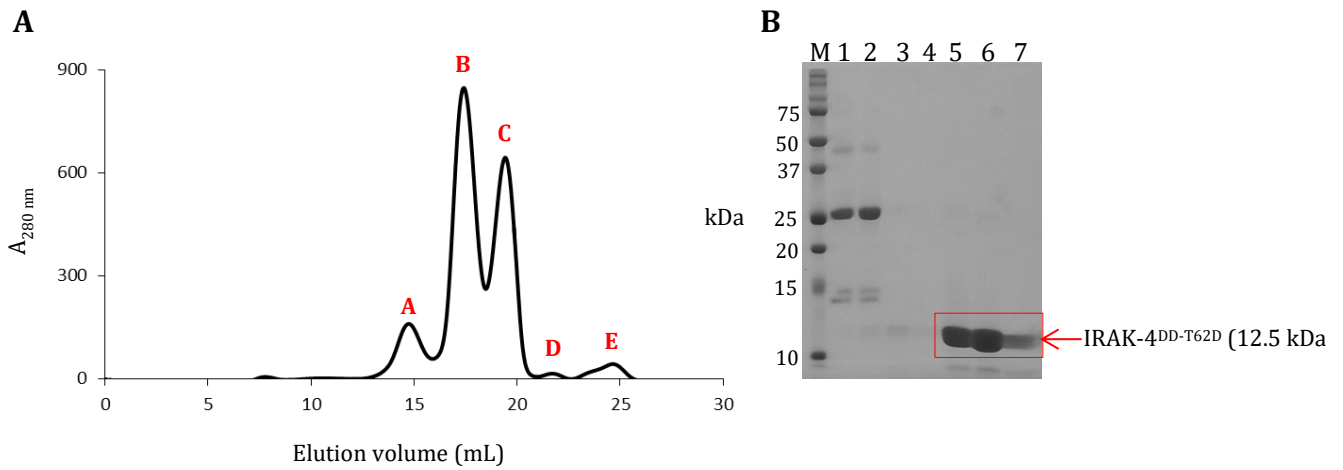 A
900
600
300
0
A280 nm
A
B
C
D
E
0 5 10 15 20 25 30
Elution volume (mL)
B
M 1 2 3 4 5 6 7
75
50
37
kDa
25
20
15
10
IRAK-4DD-T62D (12.5 kDa